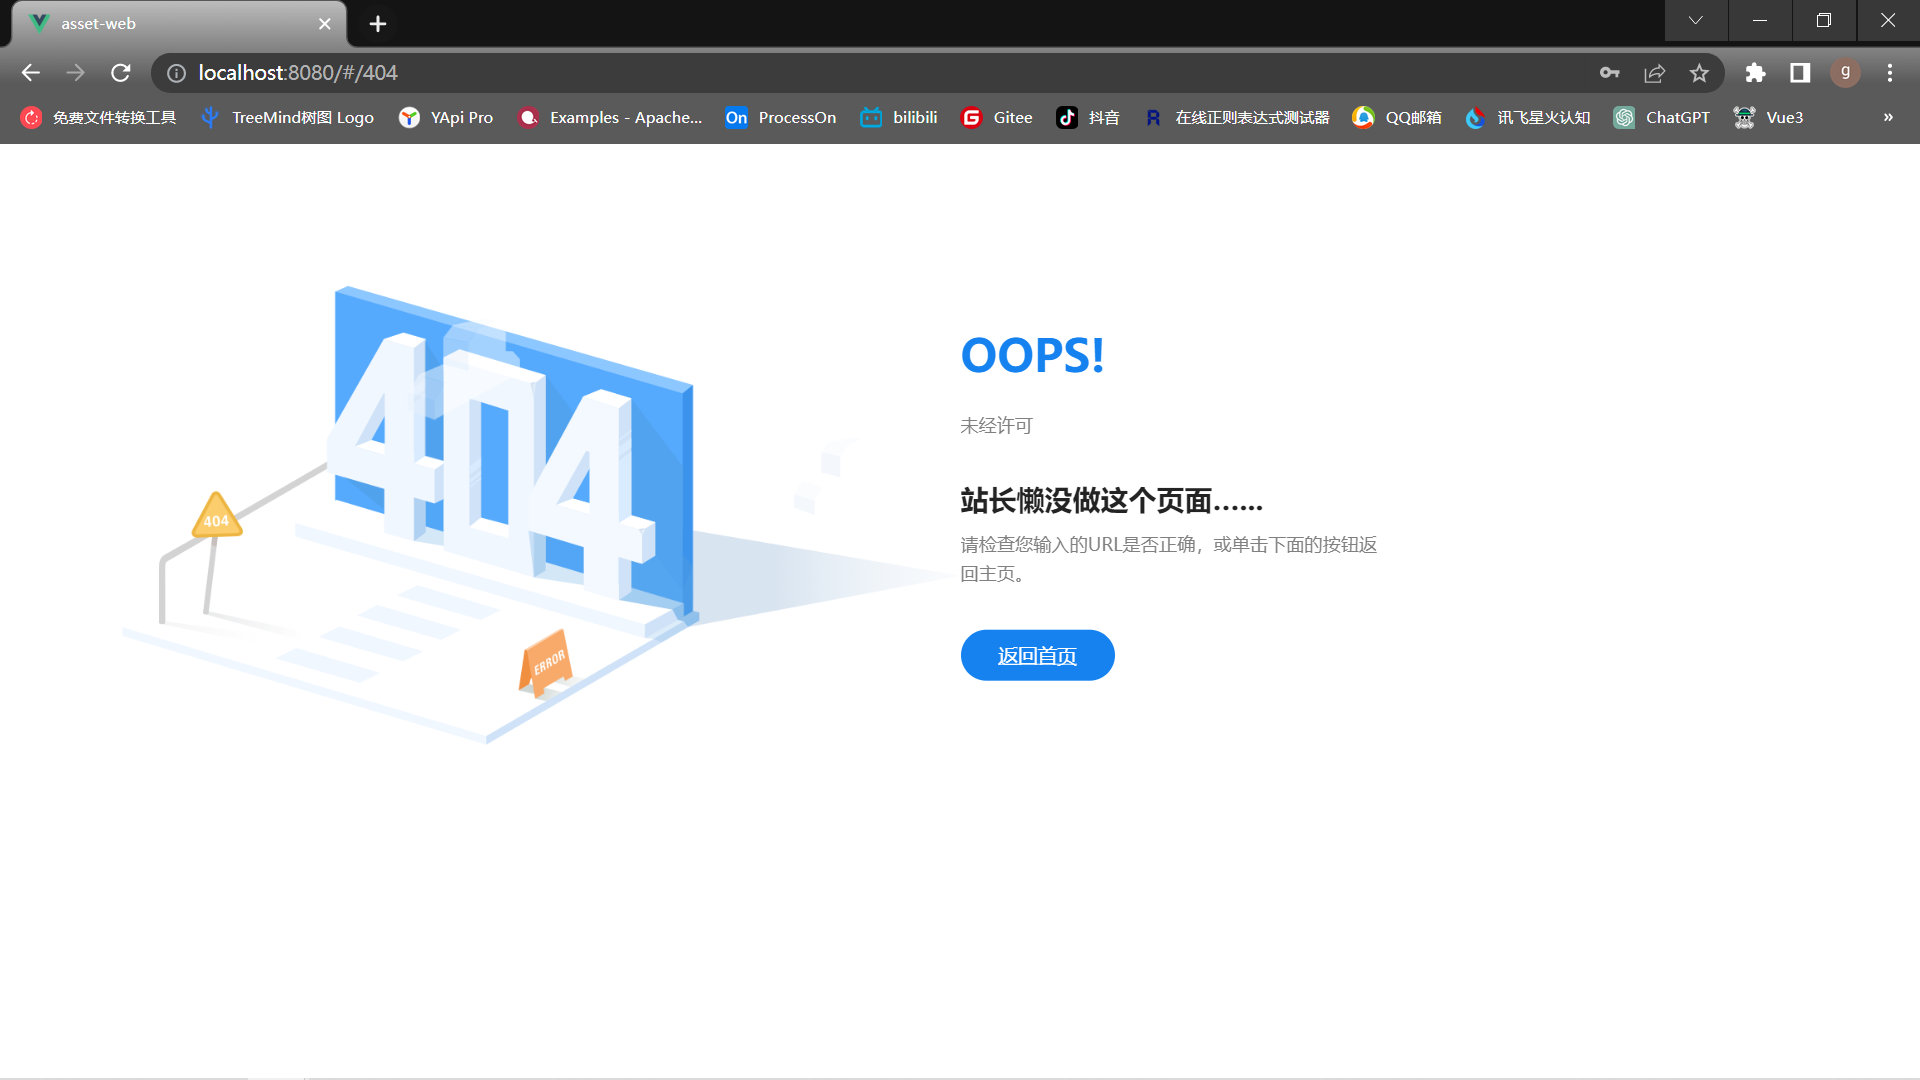 asset-web
localhost:8080/#/404
g
免费文件转换工具 TreeMind树图 Logo YApi Pro Examples - Apache... ProcessOn bilibili Gitee 抖音 在线正则表达式测试器 QQ邮箱 讯飞星火认知 ChatGPT Vue3 »
404
404
ERROR
OOPS!
未经许可
站长懒没做这个页面......
请检查您输入的URL是否正确，或单击下面的按钮返
回主页。
返回首页